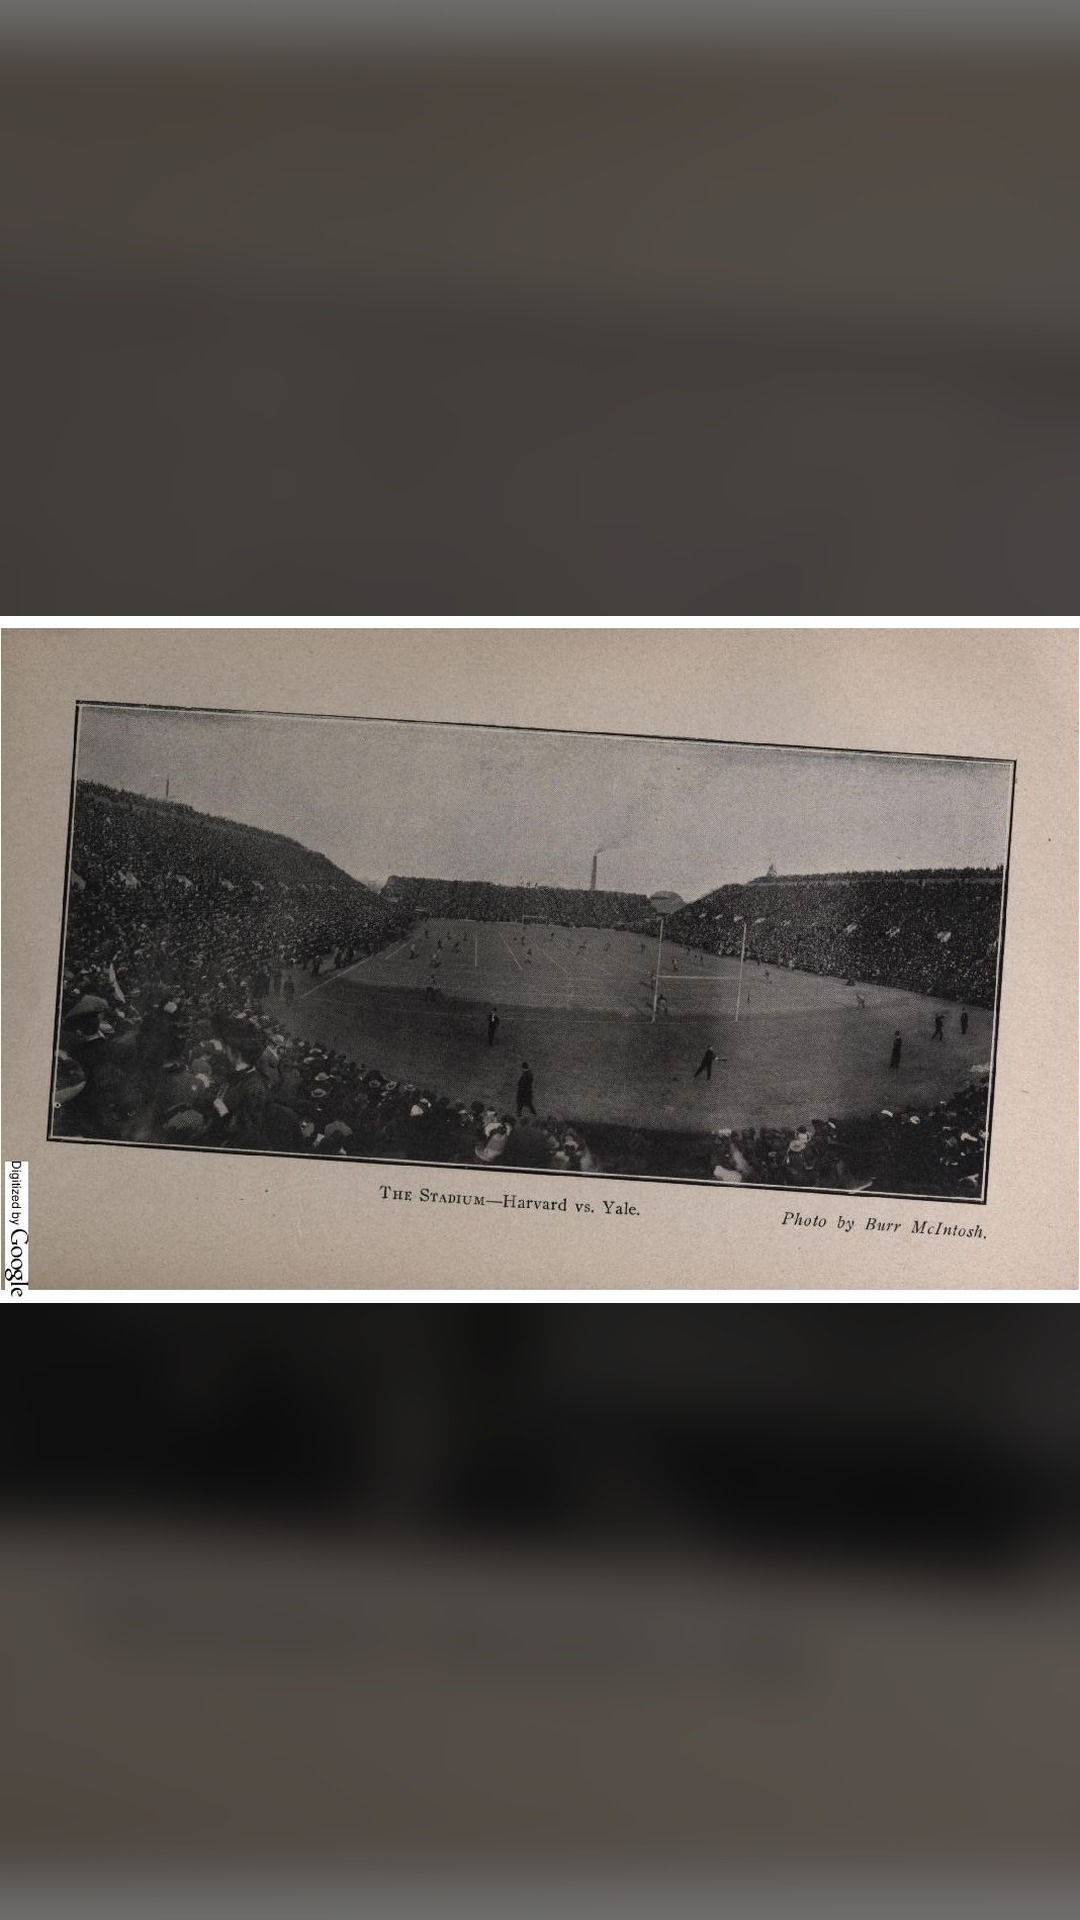 THE STADIUM—Harvard vs. Yale.
Photo by Burr McIntosh.
Digitized by Google